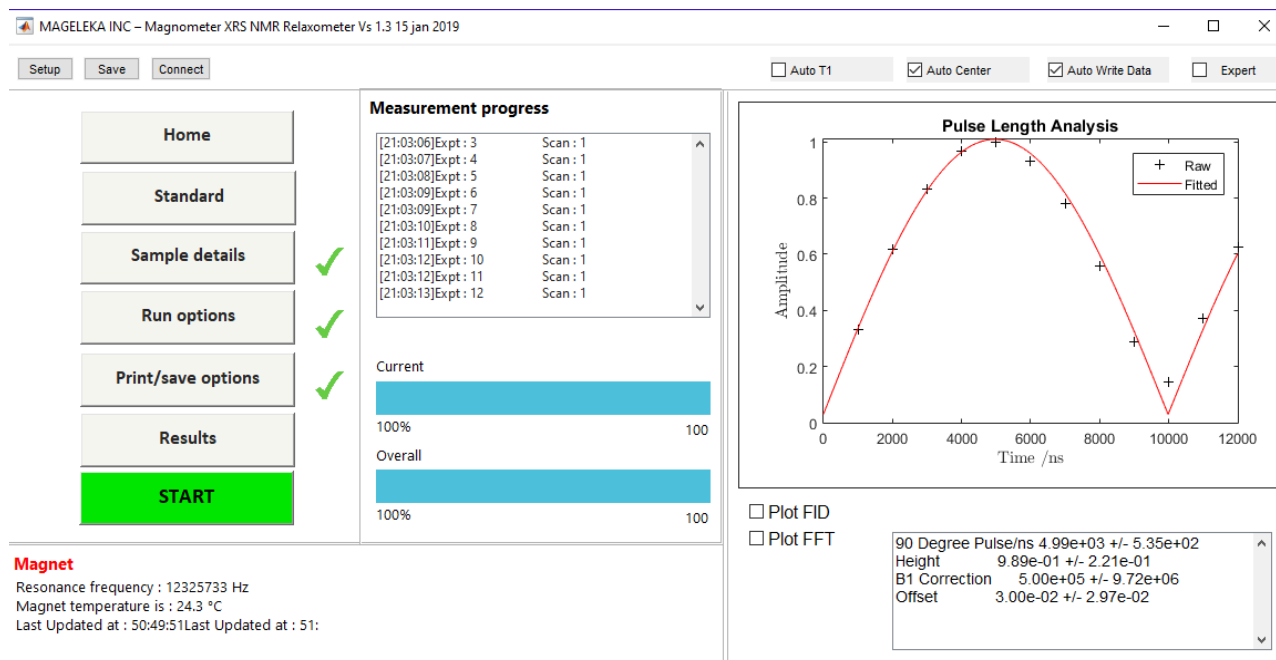 MAGELEKA INC – Magnometer XRS NMR Relaxometer Vs 1.3 15 jan 2019
Setup Save Connect
Auto T1 Auto Center Auto Write Data Expert
Home
Standard
Sample details
Run options
Print/save options
Results
START
Measurement progress
[21:03:06]Expt : 3 Scan : 1
[21:03:07]Expt : 4 Scan : 1
[21:03:08]Expt : 5 Scan : 1
[21:03:09]Expt : 6 Scan : 1
[21:03:09]Expt : 7 Scan : 1
[21:03:10]Expt : 8 Scan : 1
[21:03:11]Expt : 9 Scan : 1
[21:03:12]Expt : 10 Scan : 1
[21:03:12]Expt : 11 Scan : 1
[21:03:13]Expt : 12 Scan : 1
Current
100% 100
Overall
100% 100
Pulse Length Analysis
Raw
Fitted
Amplitude
1
0.8
0.6
0.4
0.2
0
0 2000 4000 6000 8000 10000 12000
Time /ns
Plot FID
Plot FFT
90 Degree Pulse/ns 4.99e+03 +/- 5.35e+02
Height 9.89e-01 +/- 2.21e-01
B1 Correction 5.00e+05 +/- 9.72e+06
Offset 3.00e-02 +/- 2.97e-02
Magnet
Resonance frequency : 12325733 Hz
Magnet temperature is : 24.3 °C
Last Updated at : 50:49:51Last Updated at : 51: